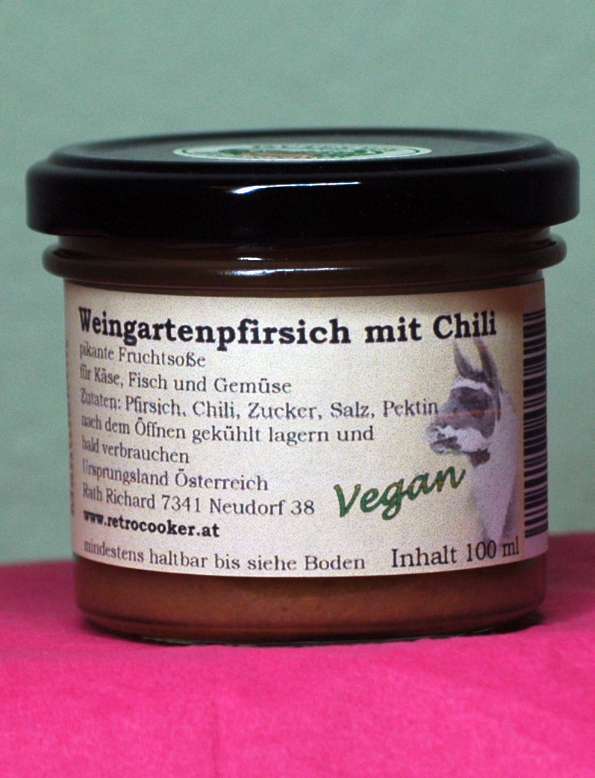 Weingartenpfirsich mit Chili
pikante Fruchtsoße
für Käse, Fisch und Gemüse
Zutaten: Pfirsich, Chili, Zucker, Salz, Pektin
nach dem Öffnen gekühlt lagern und
bald verbrauchen
Ursprungsland Österreich
Rath Richard 7341 Neudorf 38
www.retrocooker.at
Vegan
mindestens haltbar bis siehe Boden
Inhalt 100 ml